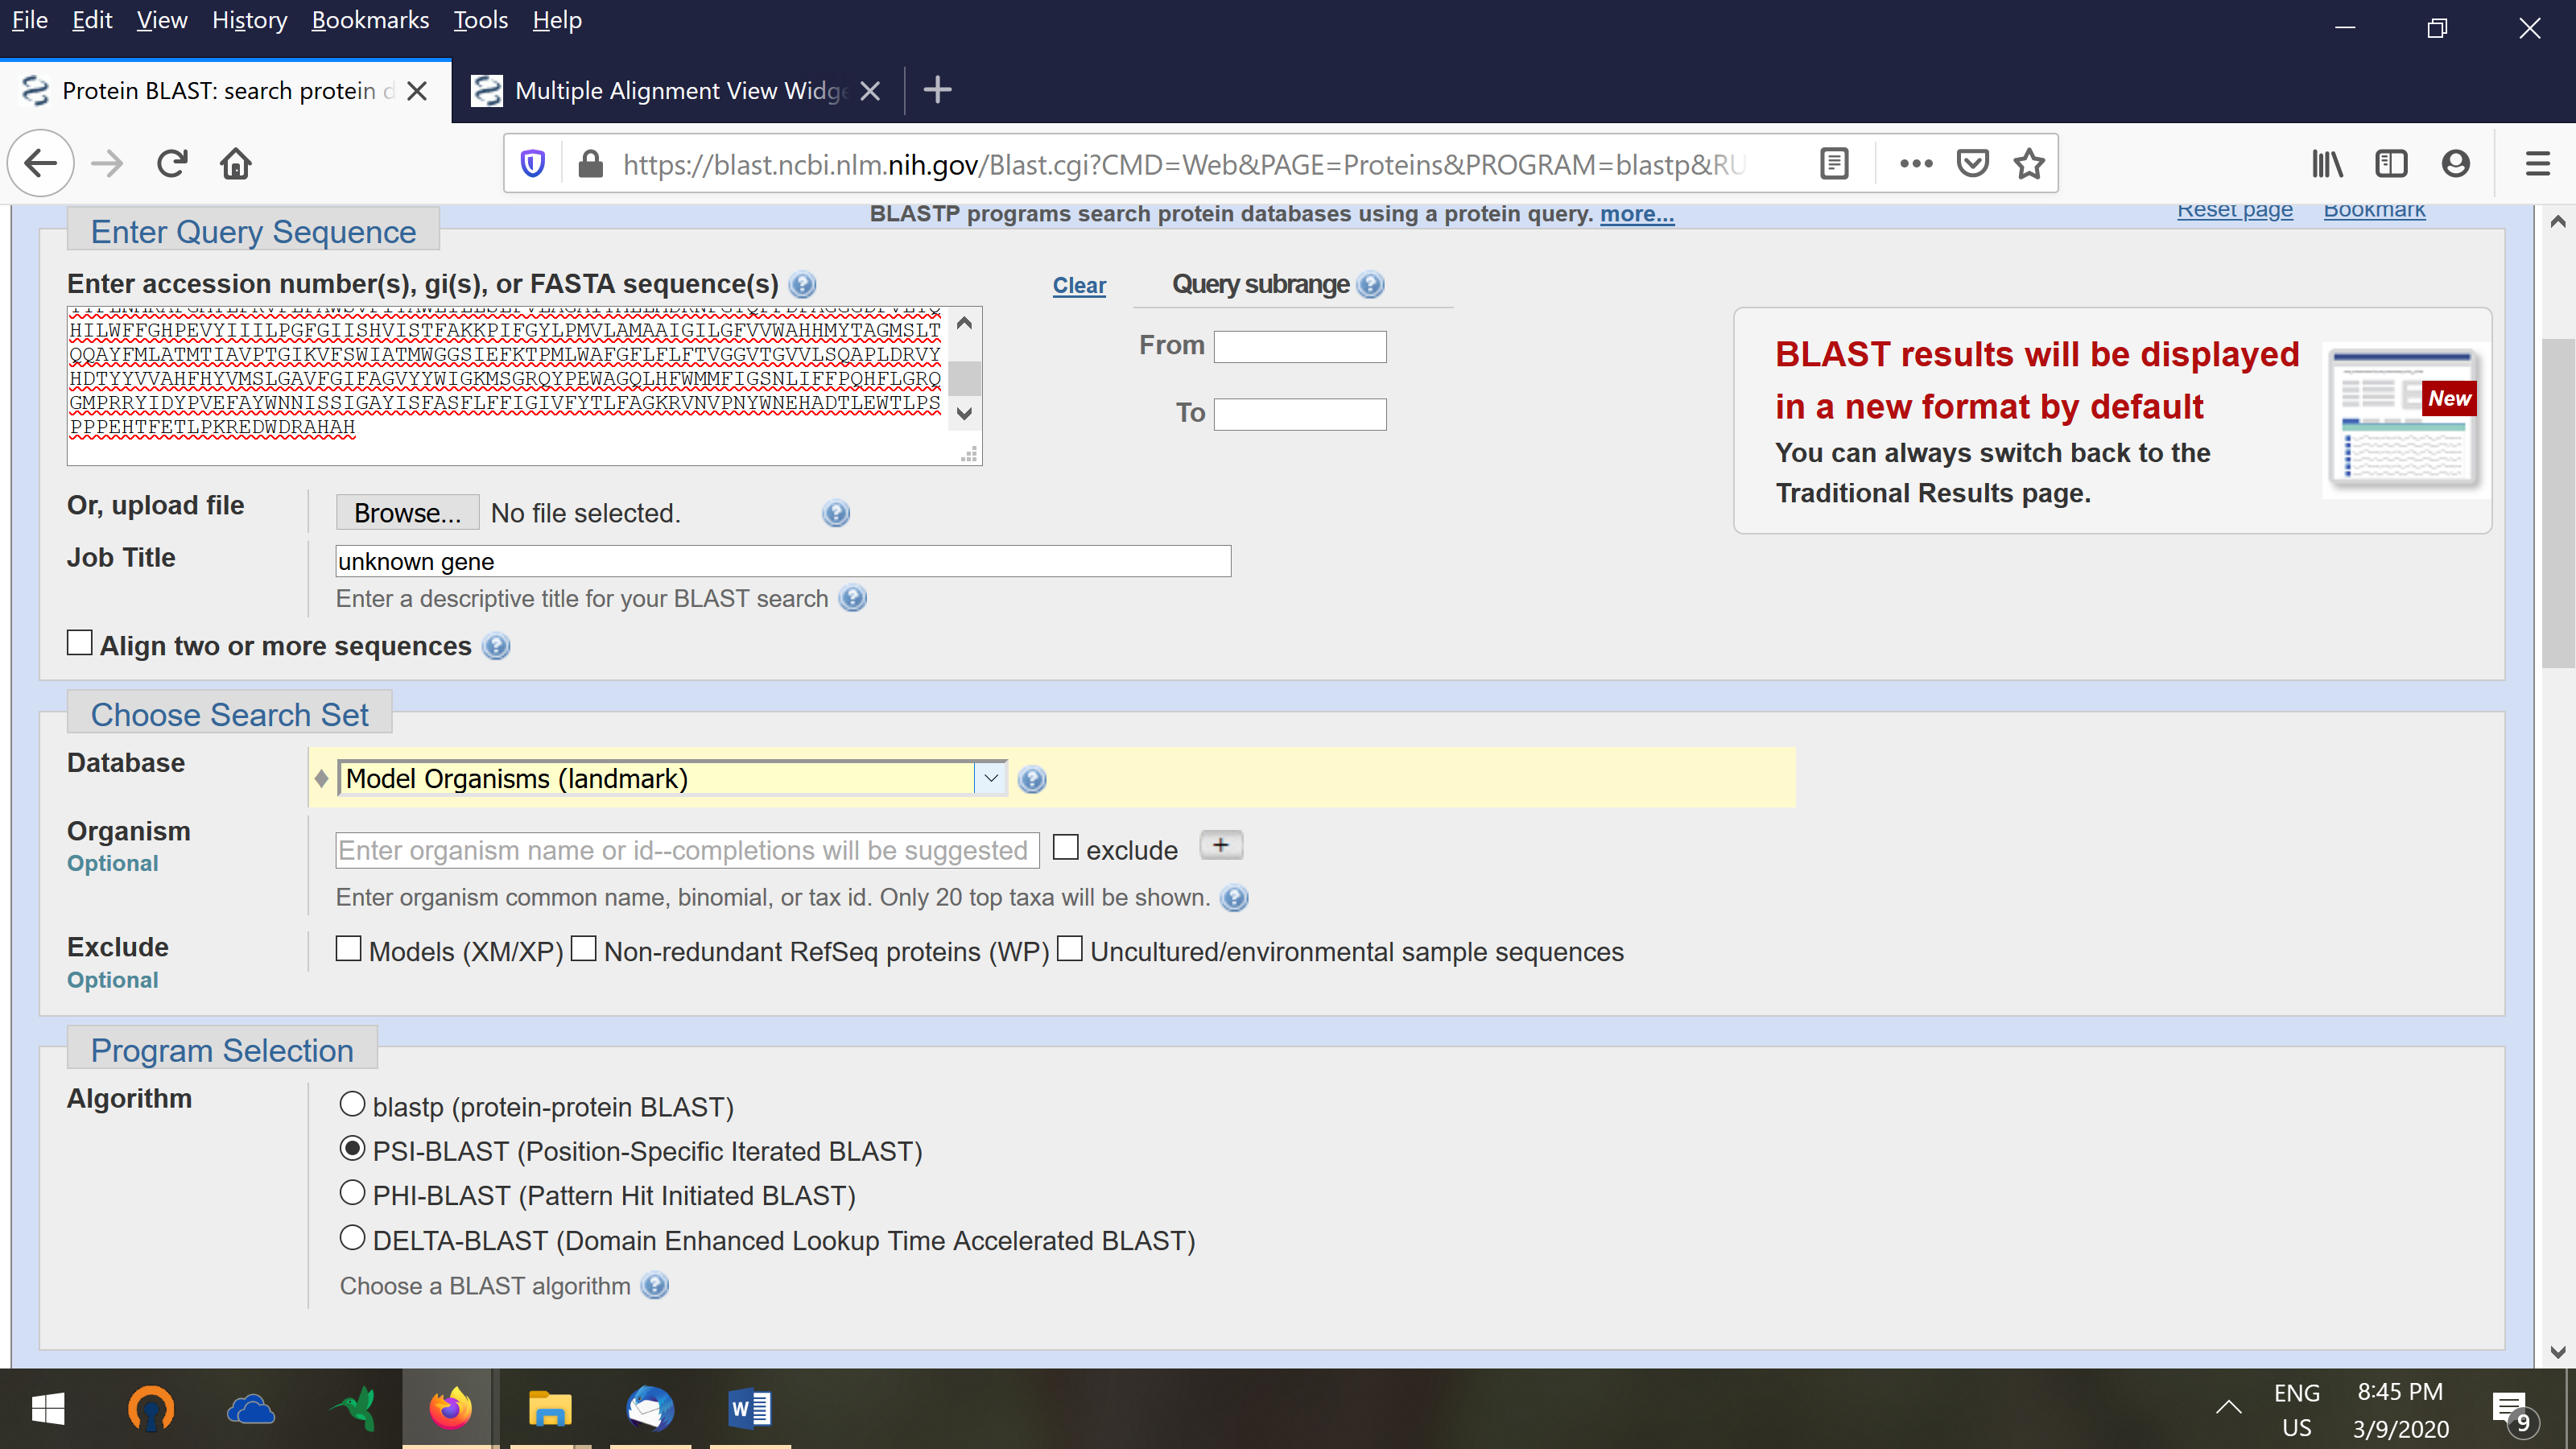 File Edit View History Bookmarks Tools Help
Protein BLAST: search protein d
Multiple Alignment View Widge
https://blast.ncbi.nlm.nih.gov/Blast.cgi?CMD=Web&PAGE=Proteins&PROGRAM=blastp&RU
BLASTP programs search protein databases using a protein query. more...
Reset page Bookmark
Enter Query Sequence
Enter accession number(s), gi(s), or FASTA sequence(s)
Clear
Query subrange
HILWFFGHPEVYIIILPGFGIISHVISTFAKKPIFGYLPMVLAMAAIGILGFVVWAHHMYTAGMSLT
QQAYFMLATMTIAVPTGIKVFSWIATMWGGSIEFKTPMLWAFGFLFLFTVGGVTGVVLSQAPLDRVY
HDTYYVVAHFHYVMSLGAVFGIFAGVYYWIGKMSGRQYPEWAGQLHFWMMFIGSNLIFFPQHFLGRQ
GMPRRYIDYPVEFAYWNNISSIGAYISFASFLFFIGIVFYTLFAGKRVNVPNYWNEHADTLEWTLPS
PPPEHTFETLPKREDWDRAHAH
From
To
BLAST results will be displayed
in a new format by default
You can always switch back to the
Traditional Results page.
New
Or, upload file
Browse... No file selected.
Job Title
unknown gene
Enter a descriptive title for your BLAST search
Align two or more sequences
Choose Search Set
Database
Model Organisms (landmark)
Organism
Optional
Enter organism name or id--completions will be suggested
exclude
+
Enter organism common name, binomial, or tax id. Only 20 top taxa will be shown.
Exclude
Optional
Models (XM/XP) Non-redundant RefSeq proteins (WP) Uncultured/environmental sample sequences
Program Selection
Algorithm
blastp (protein-protein BLAST)
PSI-BLAST (Position-Specific Iterated BLAST)
PHI-BLAST (Pattern Hit Initiated BLAST)
DELTA-BLAST (Domain Enhanced Lookup Time Accelerated BLAST)
Choose a BLAST algorithm
ENG
US
8:45 PM
3/9/2020
9